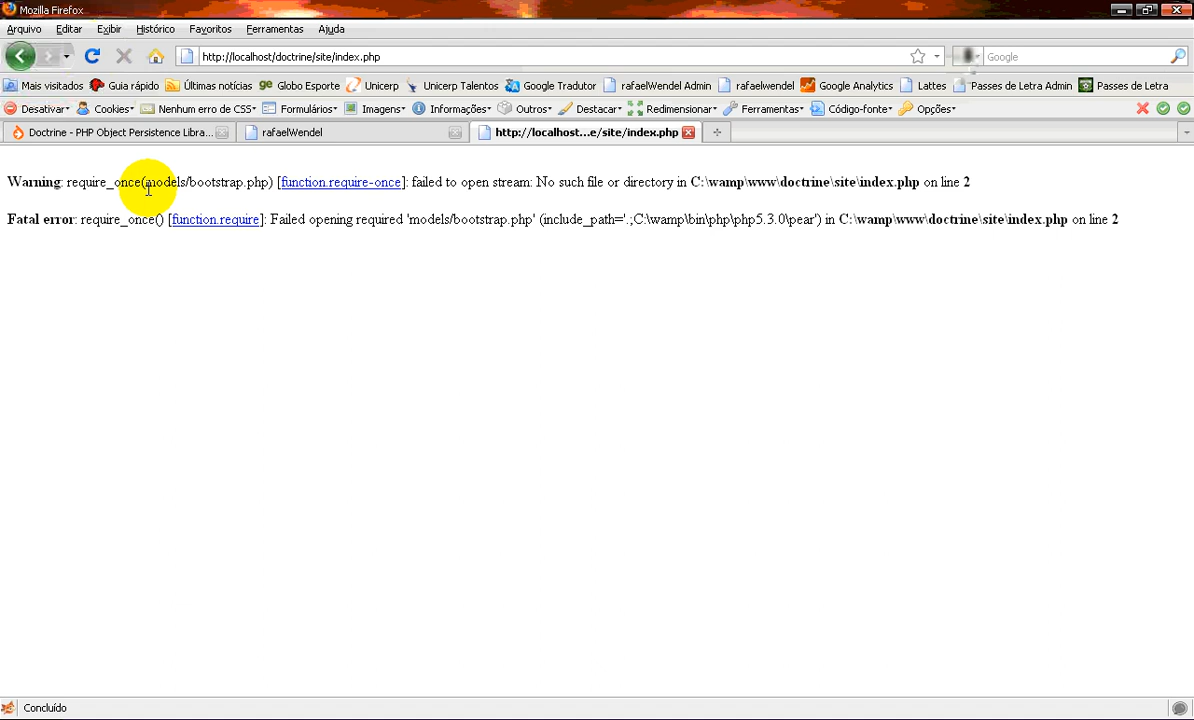 Mozilla Firefox
Arquivo Editar Exibir Histórico Favoritos Ferramentas Ajuda
http://localhost/doctrine/site/index.php Google
Mais visitados Guia rápido Últimas notícias ge Globo Esporte Unicerp Unicerp Talentos Google Tradutor rafaelWendel Admin rafaelwendel Google Analytics Lattes Passes de Letra Admin Passes de Letra
Desativar Cookies Nenhum erro de CSS Formulários Imagens Informações Outros Destacar Redimensionar Ferramentas Código-fonte Opções
Doctrine - PHP Object Persistence Libra... rafaelWendel http://localhost...e/site/index.php
Warning: require_once(models/bootstrap.php) [function.require-once]: failed to open stream: No such file or directory in C:\wamp\www\doctrine\site\index.php on line 2
Fatal error: require_once() [function.require]: Failed opening required 'models/bootstrap.php' (include_path='.;C:\wamp\bin\php\php5.3.0\pear') in C:\wamp\www\doctrine\site\index.php on line 2
Concluído